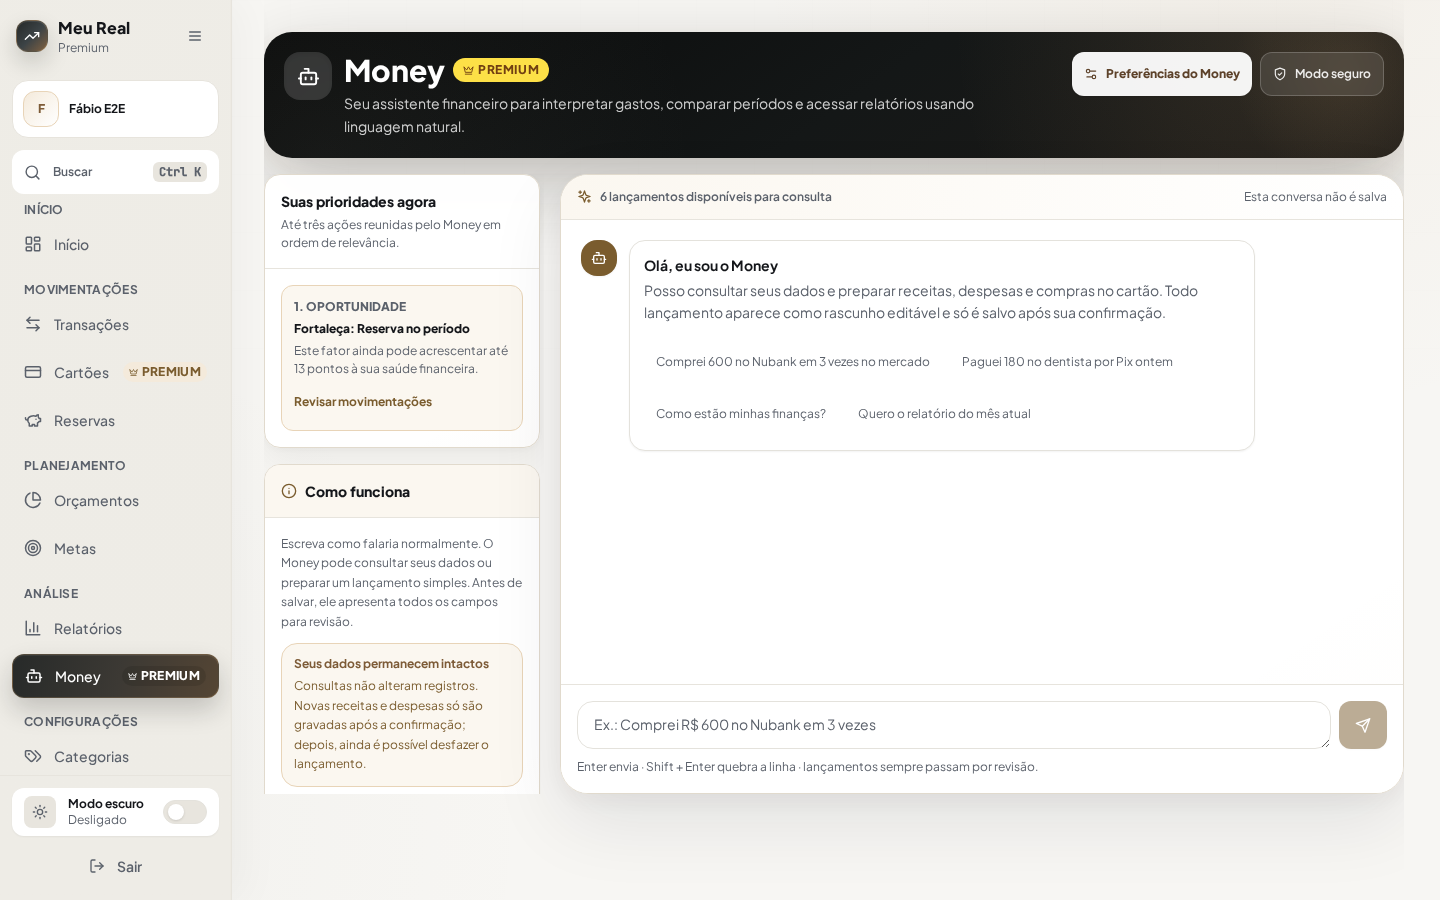 Meu Real
Premium
F
Fábio E2E
Buscar
Ctrl K
INÍCIO
Início
MOVIMENTAÇÕES
Transações
Cartões
PREMIUM
Reservas
PLANEJAMENTO
Orçamentos
Metas
ANÁLISE
Relatórios
Money
PREMIUM
CONFIGURAÇÕES
Categorias
Modo escuro
Desligado
Sair
Money
PREMIUM
Seu assistente financeiro para interpretar gastos, comparar períodos e acessar relatórios usando
linguagem natural.
Preferências do Money
Modo seguro
Suas prioridades agora
Até três ações reunidas pelo Money em
ordem de relevância.
1. OPORTUNIDADE
Fortaleça: Reserva no período
Este fator ainda pode acrescentar até
13 pontos à sua saúde financeira.
Revisar movimentações
Como funciona
Escreva como falaria normalmente. O
Money pode consultar seus dados ou
preparar um lançamento simples. Antes de
salvar, ele apresenta todos os campos
para revisão.
Seus dados permanecem intactos
Consultas não alteram registros.
Novas receitas e despesas só são
gravadas após a confirmação;
depois, ainda é possível desfazer o
lançamento.
6 lançamentos disponíveis para consulta
Esta conversa não é salva
Olá, eu sou o Money
Posso consultar seus dados e preparar receitas, despesas e compras no cartão. Todo
lançamento aparece como rascunho editável e só é salvo após sua confirmação.
Comprei 600 no Nubank em 3 vezes no mercado
Paguei 180 no dentista por Pix ontem
Como estão minhas finanças?
Quero o relatório do mês atual
Ex.: Comprei R$ 600 no Nubank em 3 vezes
Enter envia · Shift + Enter quebra a linha · lançamentos sempre passam por revisão.